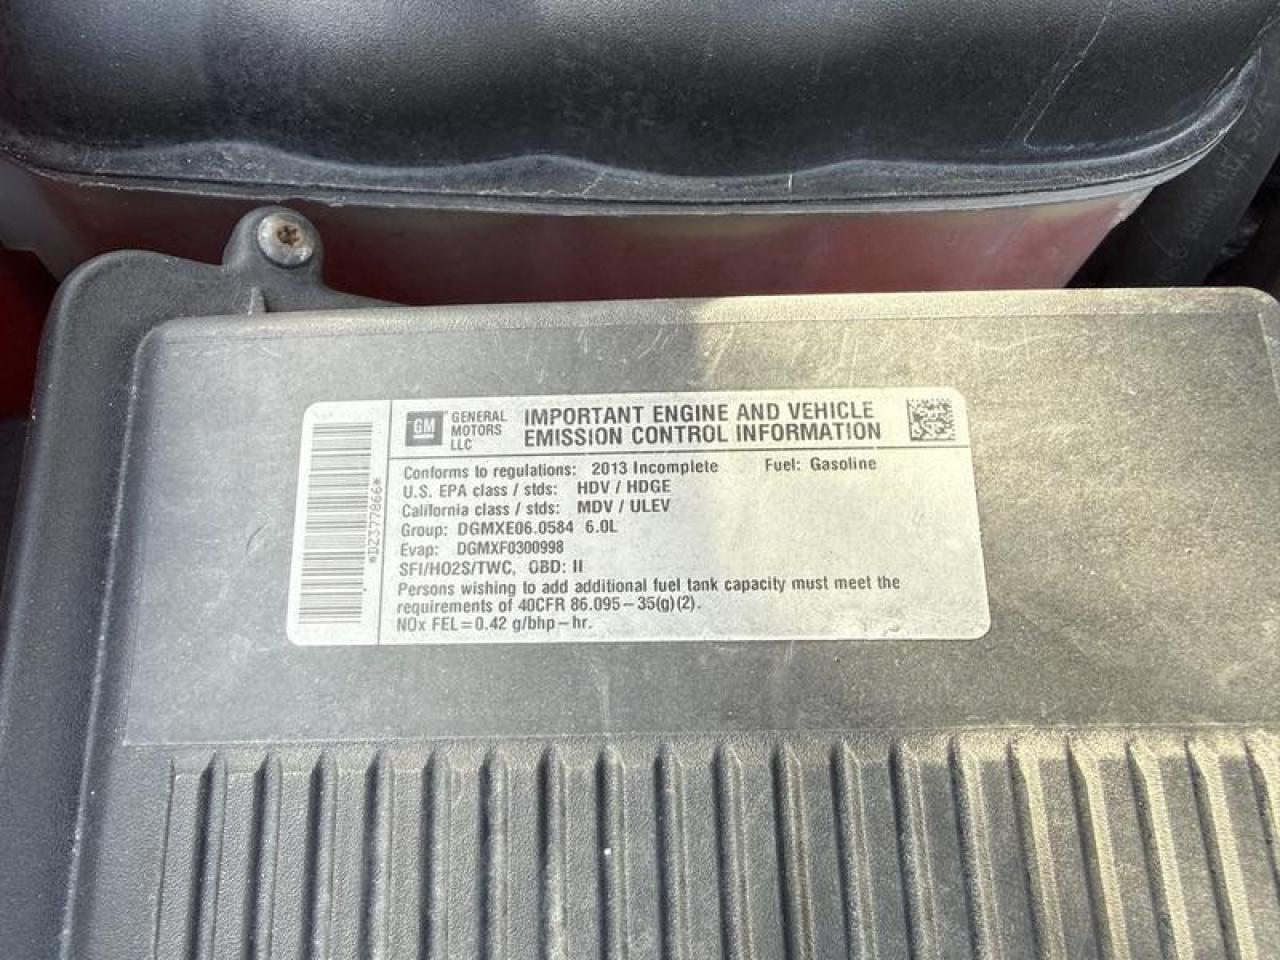 *DZ377866*
GM
GENERAL
MOTORS
LLC
IMPORTANT ENGINE AND VEHICLE
EMISSION CONTROL INFORMATION
Conforms to regulations: 2013 Incomplete Fuel: Gasoline
U.S. EPA class / stds: HDV / HDGE
California class / stds: MDV / ULEV
Group: DGMXE06.0584 6.0L
Evap: DGMXF0300998
SFI/HO2S/TWC, OBD: II
Persons wishing to add additional fuel tank capacity must meet the
requirements of 40CFR 86.095-35(g)(2).
NOx FEL=0.42 g/bhp-hr.